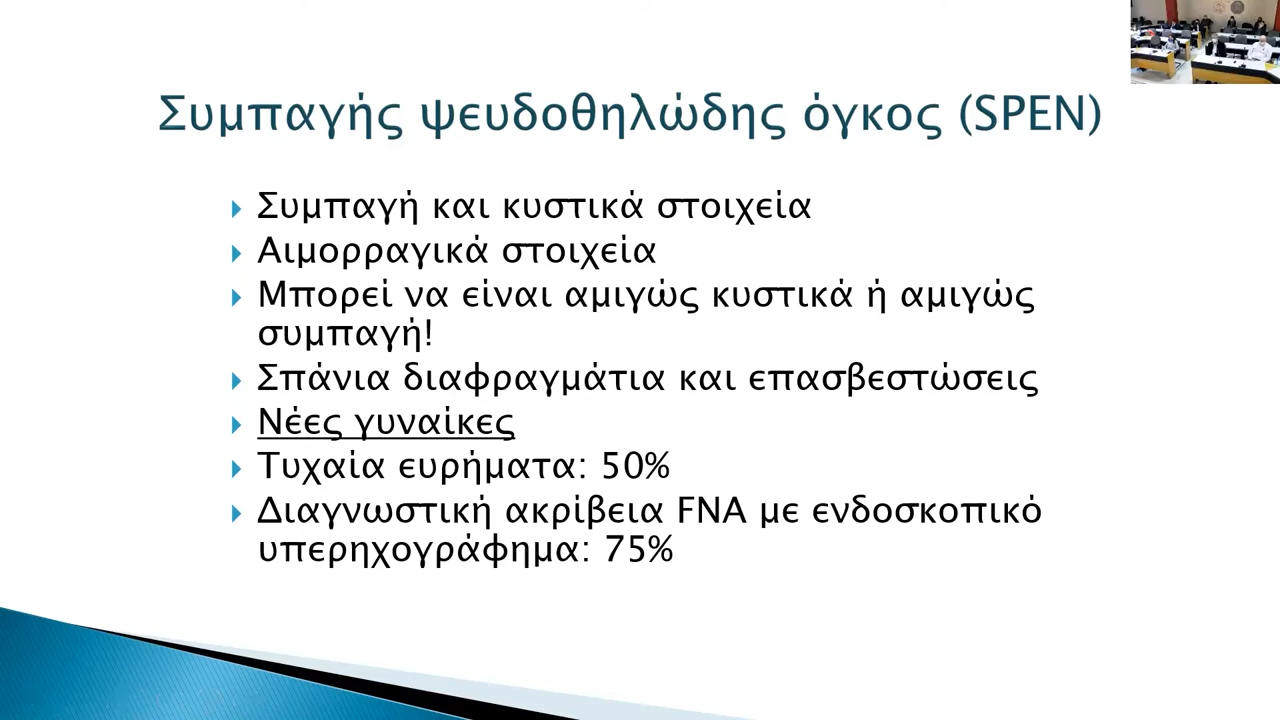 Συμπαγής ψευδοθηλώδης όγκος (SPEN)
Συμπαγή και κυστικά στοιχεία
Αιμορραγικά στοιχεία
Μπορεί να είναι αμιγώς κυστικά ή αμιγώς
συμπαγή!
Σπάνια διαφραγμάτια και επασβεστώσεις
Νέες γυναίκες
Τυχαία ευρήματα: 50%
Διαγνωστική ακρίβεια FNA με ενδοσκοπικό
υπερηχογράφημα: 75%